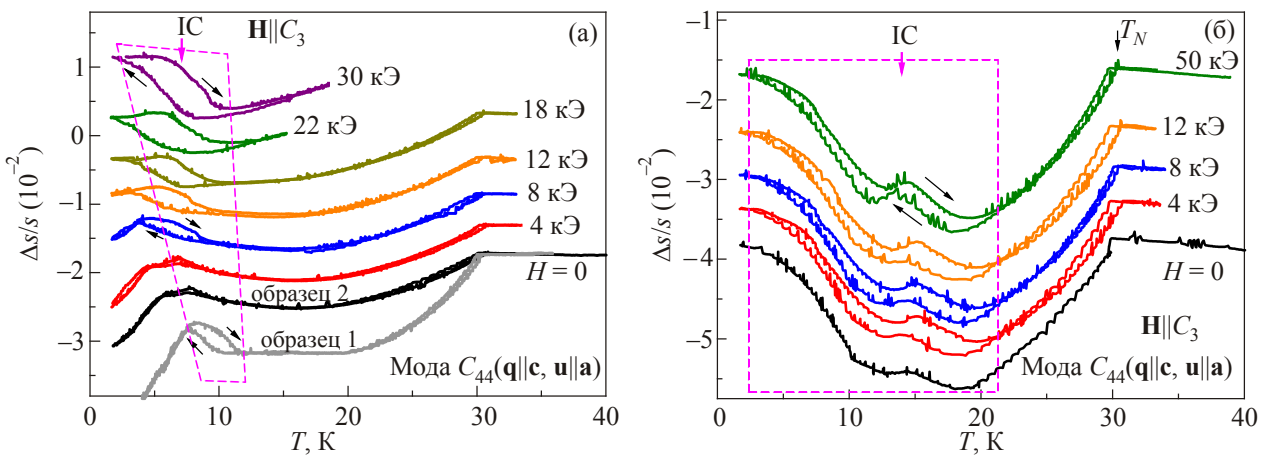 IC
H||C3
(а)
30 кЭ
22 кЭ
18 кЭ
12 кЭ
8 кЭ
4 кЭ
H = 0
образец 2
образец 1
Мода C44(q||c, u||a)
Δs/s (10⁻²)
1
0
−1
−2
−3
0
10
20
30
40
T, К
IC
(б)
TN
50 кЭ
12 кЭ
8 кЭ
4 кЭ
H = 0
H||C3
Мода C44(q||c, u||a)
Δs/s (10⁻²)
−1
−2
−3
−4
−5
0
10
20
30
40
T, К